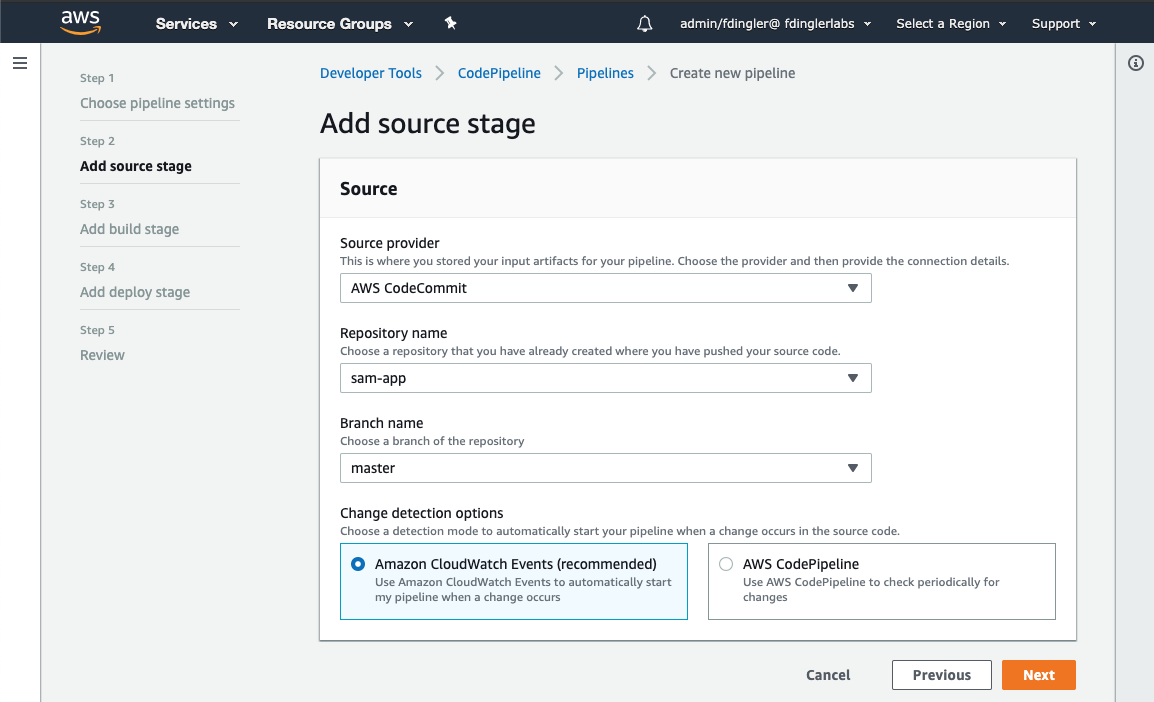 aws Services Resource Groups admin/fdingler@ fdinglerlabs Select a Region Support
Step 1
Choose pipeline settings
Step 2
Add source stage
Step 3
Add build stage
Step 4
Add deploy stage
Step 5
Review
Developer Tools CodePipeline Pipelines Create new pipeline
Add source stage
Source
Source provider
This is where you stored your input artifacts for your pipeline. Choose the provider and then provide the connection details.
AWS CodeCommit
Repository name
Choose a repository that you have already created where you have pushed your source code.
sam-app
Branch name
Choose a branch of the repository
master
Change detection options
Choose a detection mode to automatically start your pipeline when a change occurs in the source code.
Amazon CloudWatch Events (recommended)
Use Amazon CloudWatch Events to automatically start
my pipeline when a change occurs
AWS CodePipeline
Use AWS CodePipeline to check periodically for
changes
Cancel Previous Next